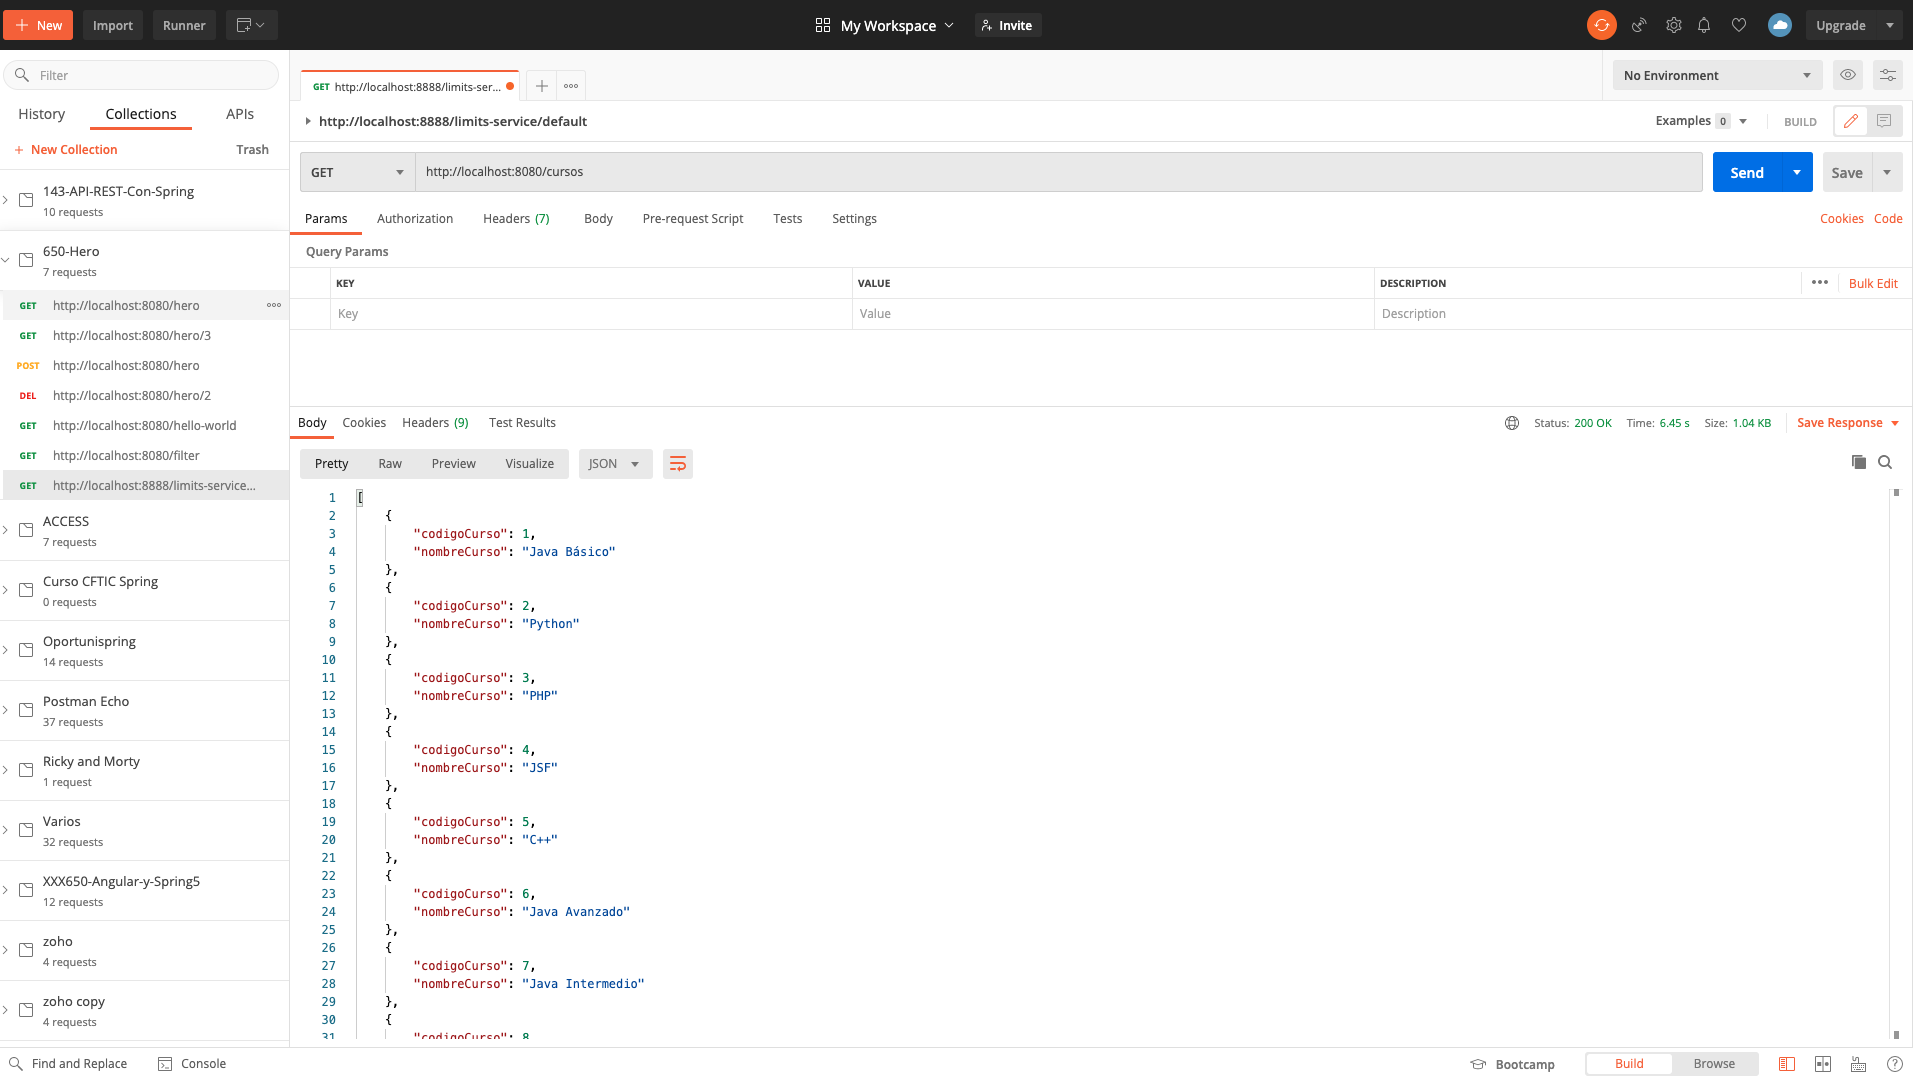 New
Import
Runner
My Workspace
Invite
Upgrade
Filter
History
Collections
APIs
New Collection
Trash
143-API-REST-Con-Spring
10 requests
650-Hero
7 requests
GET http://localhost:8080/hero
GET http://localhost:8080/hero/3
POST http://localhost:8080/hero
DEL http://localhost:8080/hero/2
GET http://localhost:8080/hello-world
GET http://localhost:8080/filter
GET http://localhost:8888/limits-service...
ACCESS
7 requests
Curso CFTIC Spring
0 requests
Oportunispring
14 requests
Postman Echo
37 requests
Ricky and Morty
1 request
Varios
32 requests
XXX650-Angular-y-Spring5
12 requests
zoho
4 requests
zoho copy
4 requests
GET http://localhost:8888/limits-ser...
No Environment
http://localhost:8888/limits-service/default
Examples 0
BUILD
GET
http://localhost:8080/cursos
Send
Save
Params Authorization Headers (7) Body Pre-request Script Tests Settings
Cookies Code
Query Params
KEY VALUE DESCRIPTION
Bulk Edit
Key Value Description
Body Cookies Headers (9) Test Results
Status: 200 OK Time: 6.45 s Size: 1.04 KB
Save Response
Pretty Raw Preview Visualize JSON
1 [
2 {
3 "codigoCurso": 1,
4 "nombreCurso": "Java Básico"
5 },
6 {
7 "codigoCurso": 2,
8 "nombreCurso": "Python"
9 },
10 {
11 "codigoCurso": 3,
12 "nombreCurso": "PHP"
13 },
14 {
15 "codigoCurso": 4,
16 "nombreCurso": "JSF"
17 },
18 {
19 "codigoCurso": 5,
20 "nombreCurso": "C++"
21 },
22 {
23 "codigoCurso": 6,
24 "nombreCurso": "Java Avanzado"
25 },
26 {
27 "codigoCurso": 7,
28 "nombreCurso": "Java Intermedio"
29 },
30 {
31 "codigoCurso": 8
Find and Replace
Console
Bootcamp
Build
Browse